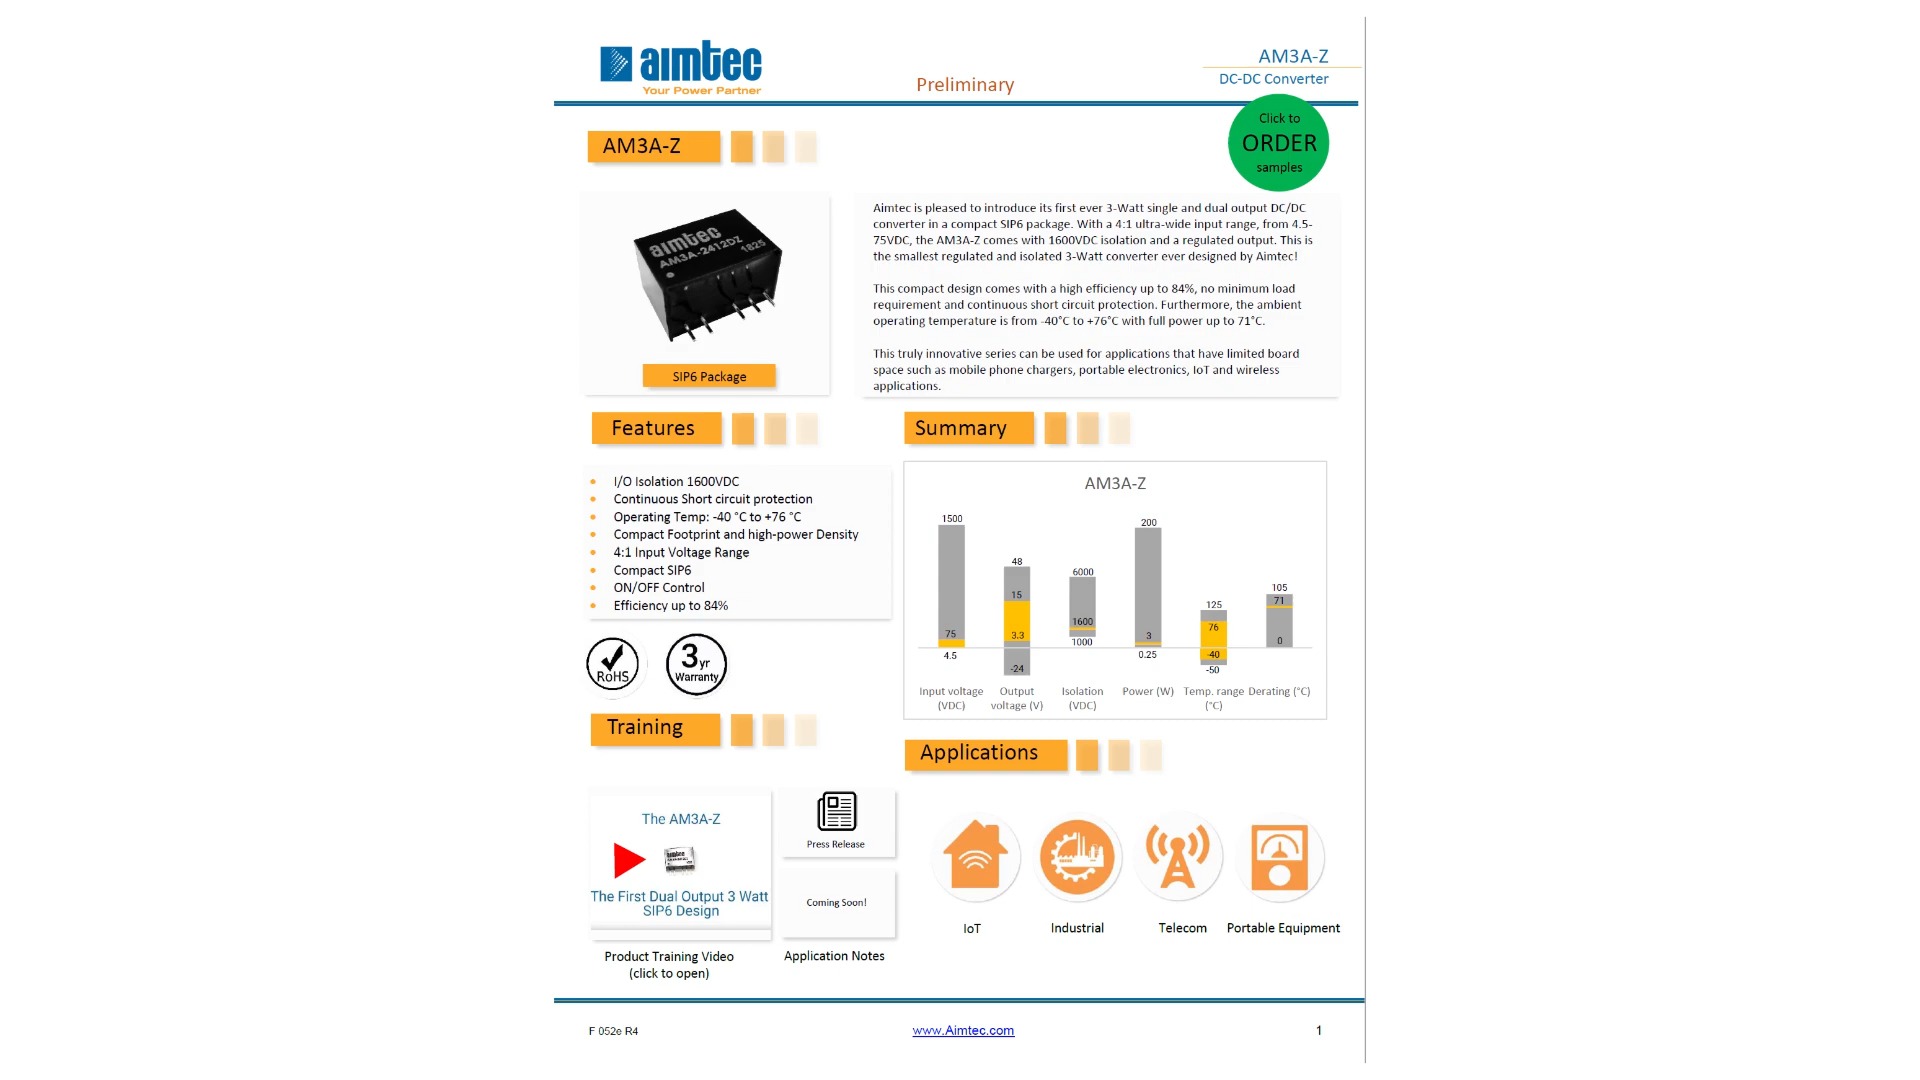 aimtec
Your Power Partner
Preliminary
AM3A-Z
DC-DC Converter
Click to
ORDER
samples
AM3A-Z
aimtec
AM3A-2412DZ
1825
SIP6 Package
Aimtec is pleased to introduce its first ever 3-Watt single and dual output DC/DC
converter in a compact SIP6 package. With a 4:1 ultra-wide input range, from 4.5-
75VDC, the AM3A-Z comes with 1600VDC isolation and a regulated output. This is
the smallest regulated and isolated 3-Watt converter ever designed by Aimtec!
This compact design comes with a high efficiency up to 84%, no minimum load
requirement and continuous short circuit protection. Furthermore, the ambient
operating temperature is from -40°C to +76°C with full power up to 71°C.
This truly innovative series can be used for applications that have limited board
space such as mobile phone chargers, portable electronics, IoT and wireless
applications.
Features
I/O Isolation 1600VDC
Continuous Short circuit protection
Operating Temp: -40 °C to +76 °C
Compact Footprint and high-power Density
4:1 Input Voltage Range
Compact SIP6
ON/OFF Control
Efficiency up to 84%
RoHS
3 yr
Warranty
Summary
AM3A-Z
1500
75
4.5
48
15
3.3
-24
6000
1600
1000
200
3
0.25
125
76
-40
-50
105
71
0
Input voltage
(VDC)
Output
voltage (V)
Isolation
(VDC)
Power (W)
Temp. range
(°C)
Derating (°C)
Training
The AM3A-Z
aimtec
The First Dual Output 3 Watt
SIP6 Design
Product Training Video
(click to open)
Press Release
Coming Soon!
Application Notes
Applications
IoT
Industrial
Telecom
Portable Equipment
F 052e R4
www.Aimtec.com
1